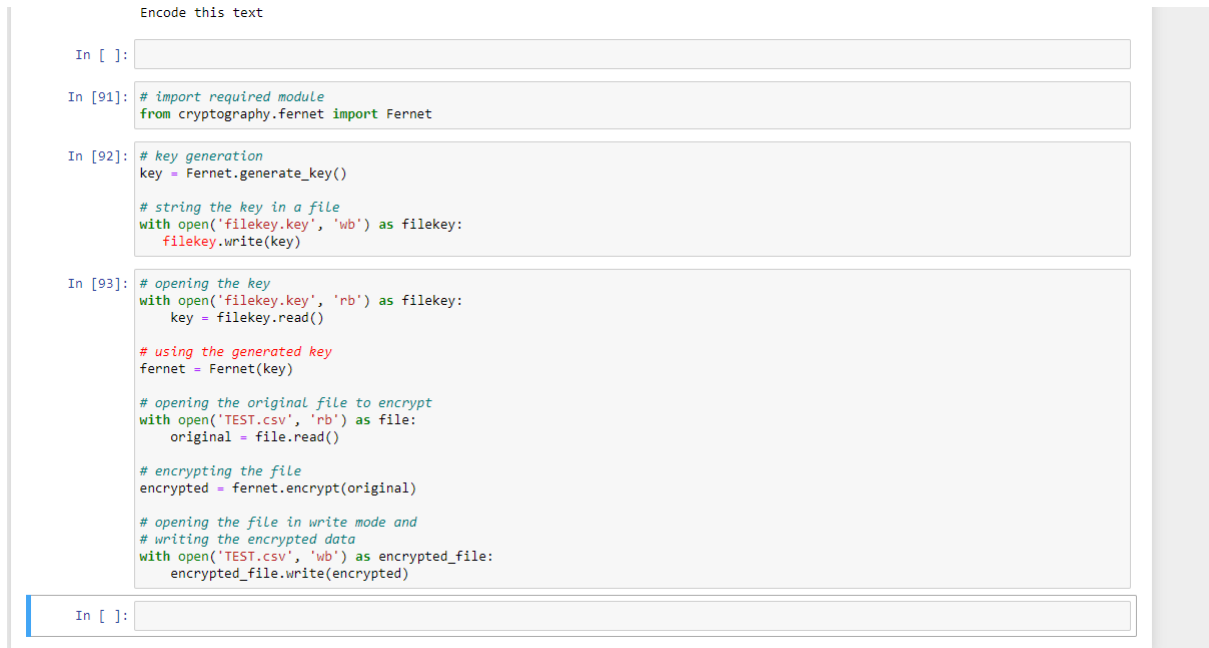 Encode this text
In [ ]:
In [91]: # import required module
from cryptography.fernet import Fernet
In [92]: # key generation
key = Fernet.generate_key()
# string the key in a file
with open('filekey.key', 'wb') as filekey:
filekey.write(key)
In [93]: # opening the key
with open('filekey.key', 'rb') as filekey:
key = filekey.read()
# using the generated key
fernet = Fernet(key)
# opening the original file to encrypt
with open('TEST.csv', 'rb') as file:
original = file.read()
# encrypting the file
encrypted = fernet.encrypt(original)
# opening the file in write mode and
# writing the encrypted data
with open('TEST.csv', 'wb') as encrypted_file:
encrypted_file.write(encrypted)
In [ ]: